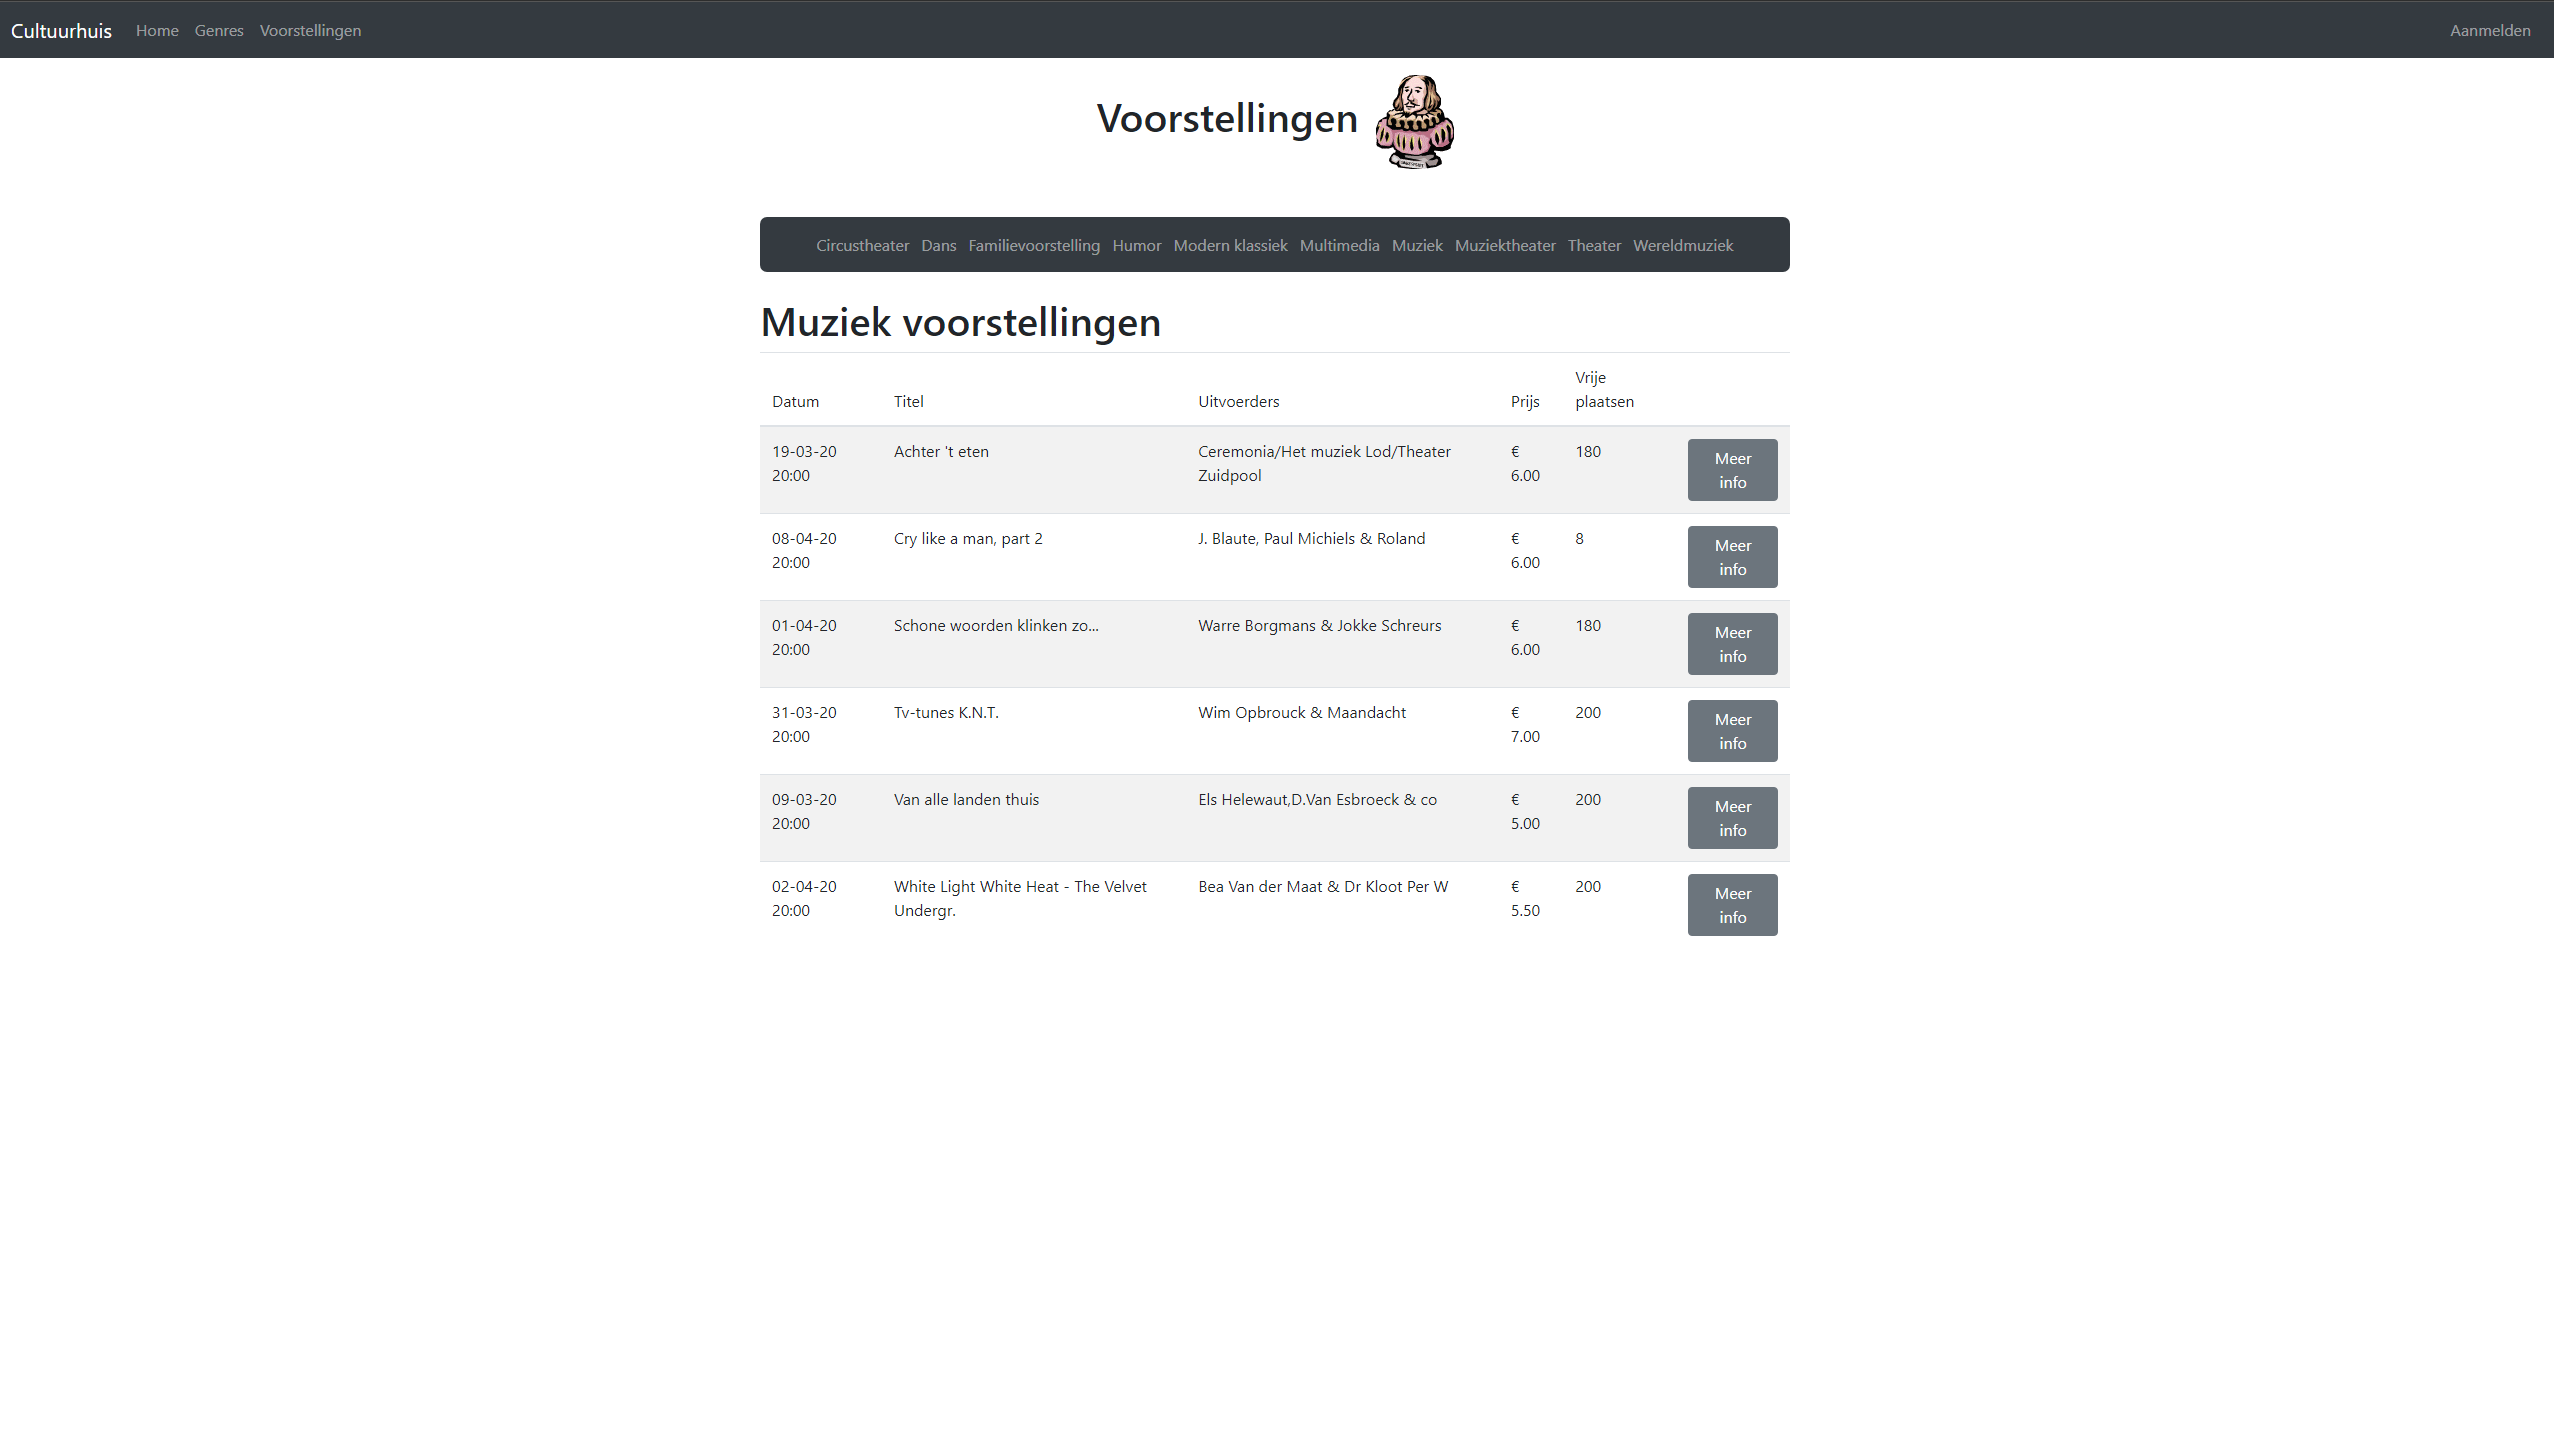 Cultuurhuis Home Genres Voorstellingen Aanmelden
Voorstellingen
Circustheater Dans Familievoorstelling Humor Modern klassiek Multimedia Muziek Muziektheater Theater Wereldmuziek
Muziek voorstellingen
Vrije
Datum Titel Uitvoerders Prijs plaatsen
19-03-20 Achter 't eten Ceremonia/Het muziek Lod/Theater € 180 Meer
20:00 Zuidpool 6.00 info
08-04-20 Cry like a man, part 2 J. Blaute, Paul Michiels & Roland € 8 Meer
20:00 6.00 info
01-04-20 Schone woorden klinken zo... Warre Borgmans & Jokke Schreurs € 180 Meer
20:00 6.00 info
31-03-20 Tv-tunes K.N.T. Wim Opbrouck & Maandacht € 200 Meer
20:00 7.00 info
09-03-20 Van alle landen thuis Els Helewaut,D.Van Esbroeck & co € 200 Meer
20:00 5.00 info
02-04-20 White Light White Heat - The Velvet Bea Van der Maat & Dr Kloot Per W € 200 Meer
20:00 Undergr. 5.50 info